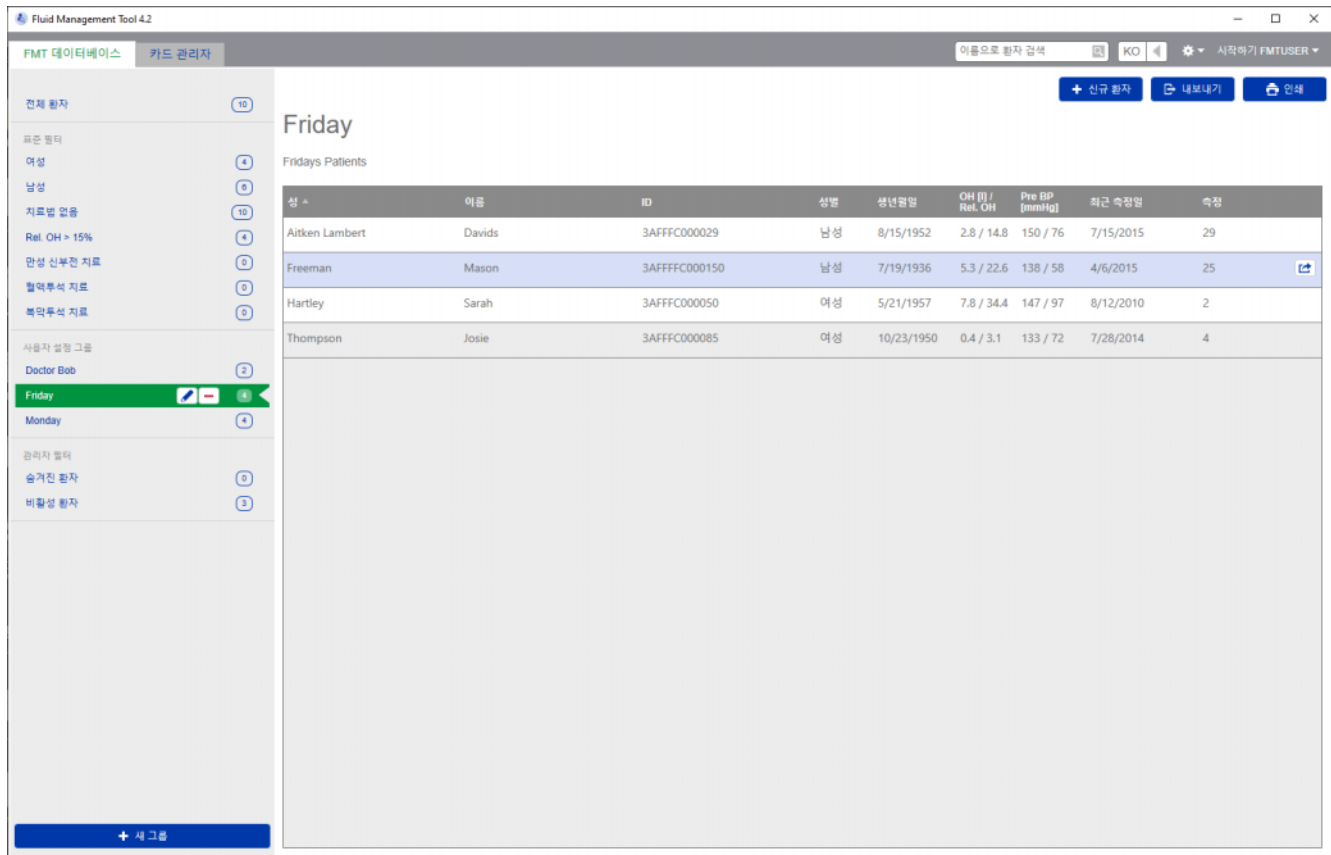 Fluid Management Tool 4.2
FMT 데이터베이스 카드 관리자 이름으로 환자 검색 KO 시작하기 FMTUSER
신규 환자 내보내기 인쇄
전체 환자 10
표준 필터
여성 4
남성 6
치료법 없음 10
Rel. OH > 15% 4
만성 신부전 치료 0
혈액투석 치료 0
복막투석 치료 0
사용자 설정 그룹
Doctor Bob 2
Friday 4
Monday 4
관리자 필터
숨겨진 환자 0
비활성 환자 3
새 그룹
Friday
Fridays Patients
성 이름 ID 성별 생년월일 OH [l] / Rel. OH Pre BP [mmHg] 최근 측정일 측정
Aitken Lambert Davids 3AFFFC000029 남성 8/15/1952 2.8 / 14.8 150 / 76 7/15/2015 29
Freeman Mason 3AFFFFC000150 남성 7/19/1936 5.3 / 22.6 138 / 58 4/6/2015 25
Hartley Sarah 3AFFFC000050 여성 5/21/1957 7.8 / 34.4 147 / 97 8/12/2010 2
Thompson Josie 3AFFFC000085 여성 10/23/1950 0.4 / 3.1 133 / 72 7/28/2014 4